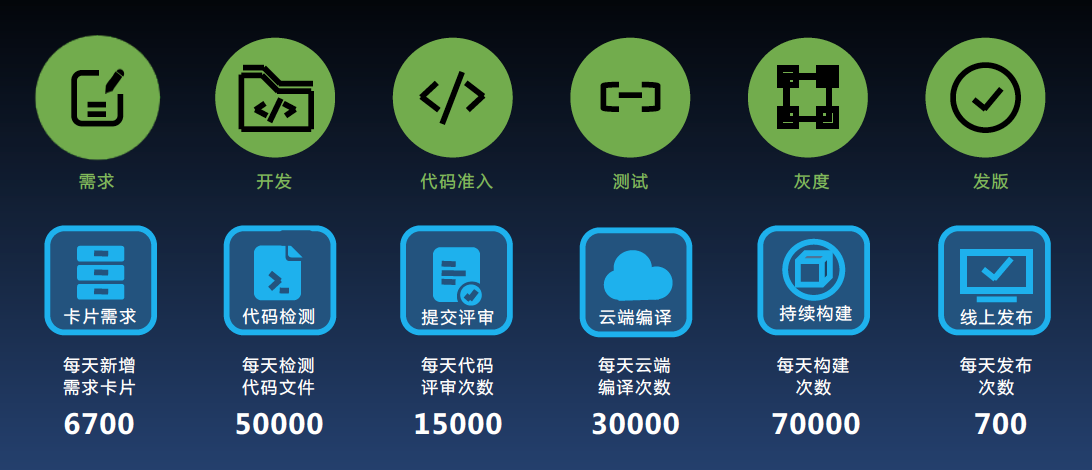 需求
开发
代码准入
测试
灰度
发版
卡片需求
代码检测
提交评审
云端编译
持续构建
线上发布
每天新增
需求卡片
6700
每天检测
代码文件
50000
每天代码
评审次数
15000
每天云端
编译次数
30000
每天构建
次数
70000
每天发布
次数
700